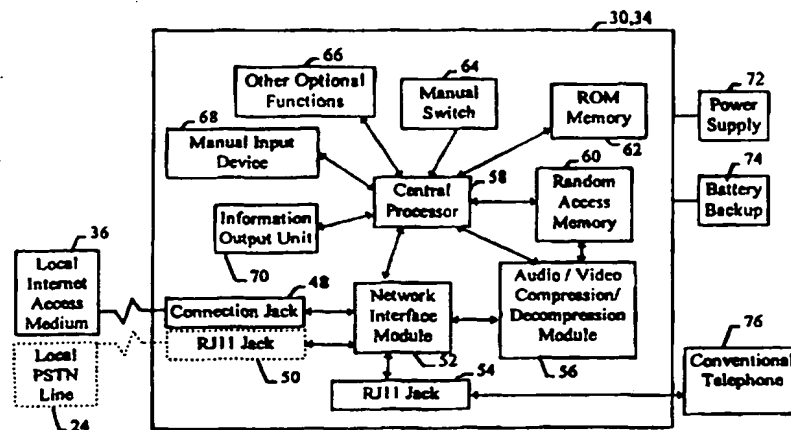 30,34
66
Other Optional
Functions
64
Manual
Switch
ROM
Memory
62
72
Power
Supply
68
Manual Input
Device
58
Central
Processor
60
Random
Access
Memory
74
Battery
Backup
Information
Output Unit
70
36
Local
Internet
Access
Medium
48
Connection Jack
RJ11 Jack
50
Network
Interface
Module
52
Audio / Video
Compression/
Decompression
Module
56
54
RJ11 Jack
76
Conventional
Telephone
Local
PSTN
Line
24